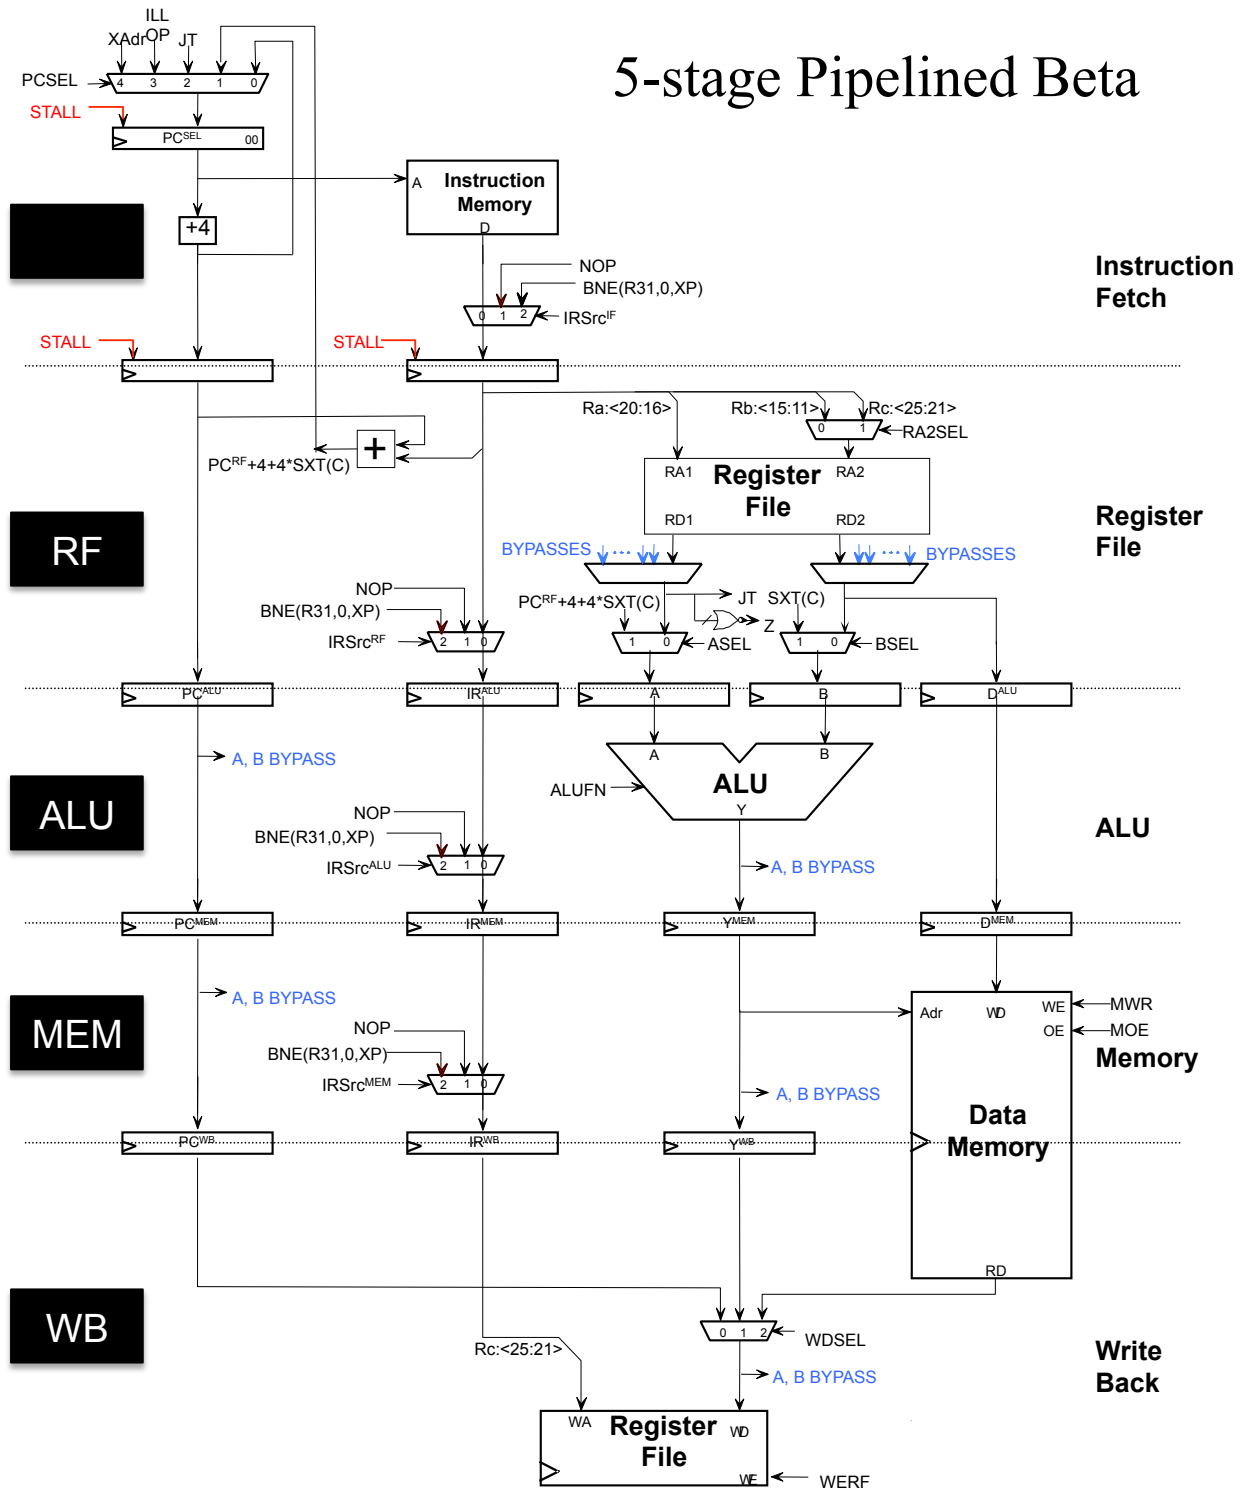 5-stage Pipelined Beta
ILL
XAdr OP JT
PCSEL 4 3 2 1 0
STALL
PCSEL 00
A Instruction
Memory
D
+4
NOP
BNE(R31,0,XP)
0 1 2 IRSrcIF
Instruction
Fetch
STALL STALL
Ra:<20:16> Rb:<15:11> Rc:<25:21>
0 1 RA2SEL
+
PCRF+4+4*SXT(C)
RA1 Register RA2
File
RD1 RD2
RF
Register
File
BYPASSES ... ... BYPASSES
NOP
BNE(R31,0,XP)
IRSrcRF 2 1 0
PCRF+4+4*SXT(C) JT SXT(C)
Z
1 0 ASEL 1 0 BSEL
PCALU IRALU A B DALU
A, B BYPASS
A B
ALU
ALUFN
Y
ALU
ALU
NOP
BNE(R31,0,XP)
IRSrcALU 2 1 0
A, B BYPASS
PCMEM IRMEM YMEM DMEM
A, B BYPASS
MEM
Adr WD WE MWR
OE MOE
Memory
NOP
BNE(R31,0,XP)
IRSrcMEM 2 1 0
A, B BYPASS
Data
Memory
PCWB IRWB YWB
RD
WB
0 1 2 WDSEL
Rc:<25:21>
A, B BYPASS
Write
Back
WA Register WD
File
WE WERF